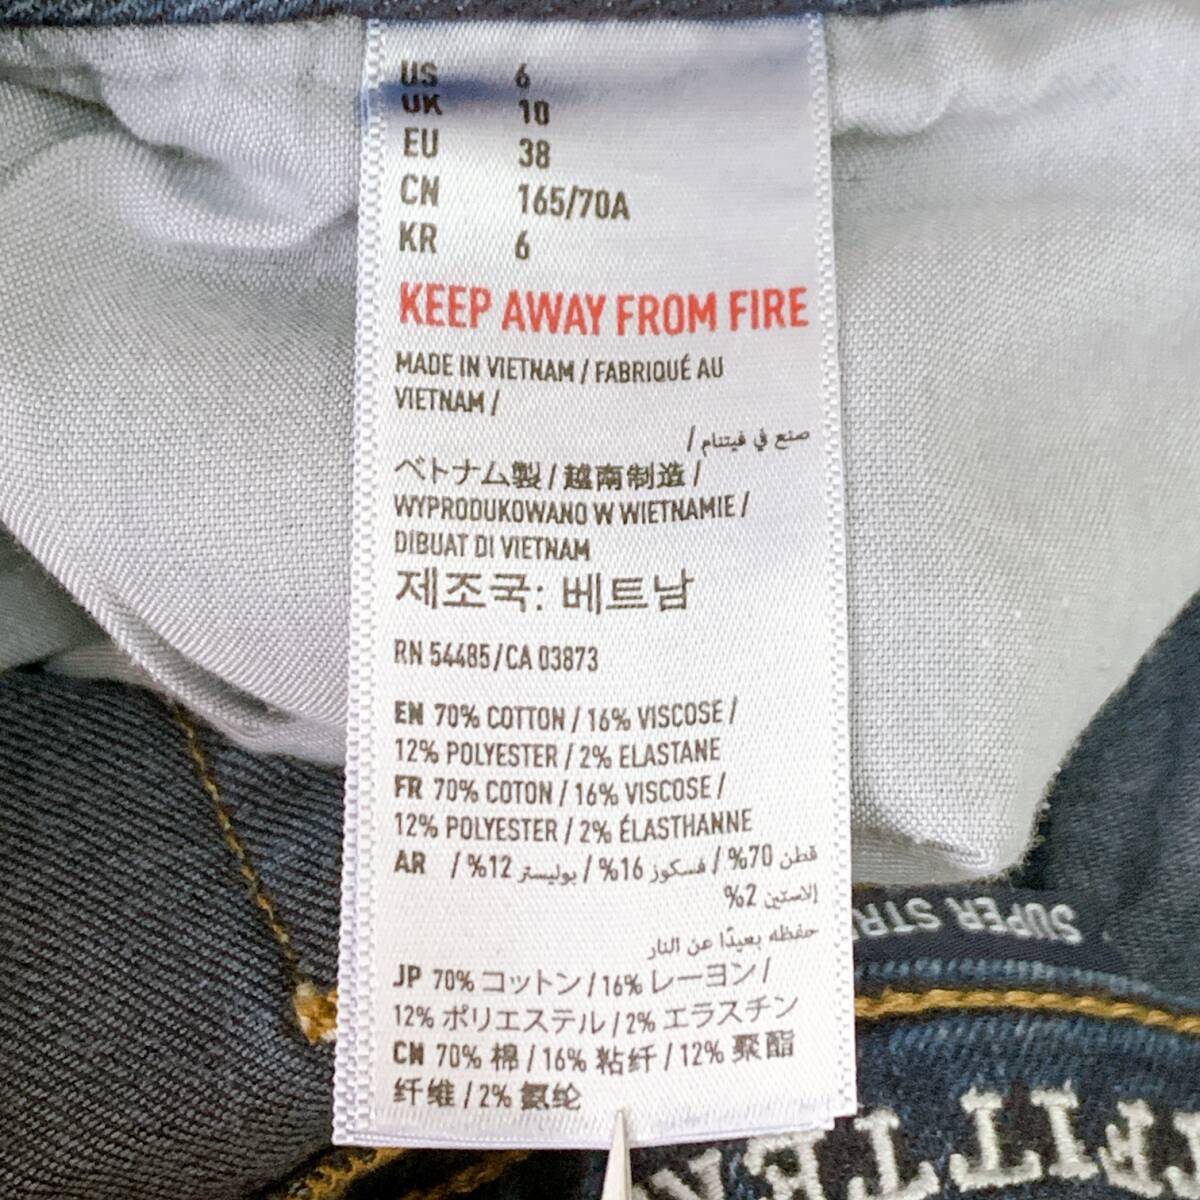 US 6
UK 10
EU 38
CN 165/70A
KR 6
KEEP AWAY FROM FIRE
MADE IN VIETNAM / FABRIQUÉ AU
VIETNAM /
صنع في فيتنام /
ベトナム製 / 越南制造 /
WYPRODUKOWANO W WIETNAMIE /
DIBUAT DI VIETNAM
제조국: 베트남
RN 54485/CA 03873
EN 70% COTTON / 16% VISCOSE /
12% POLYESTER / 2% ELASTANE
FR 70% COTON / 16% VISCOSE /
12% POLYESTER / 2% ÉLASTHANNE
AR قطن 70% / فسكوز 16% / بوليستر 12% /
إلاستين 2%
حفظه بعيدًا عن النار
JP 70% コットン / 16% レーヨン /
12% ポリエステル / 2% エラスチン
CN 70% 棉 / 16% 粘纤 / 12% 聚酯
纤维 / 2% 氨纶
SUPER